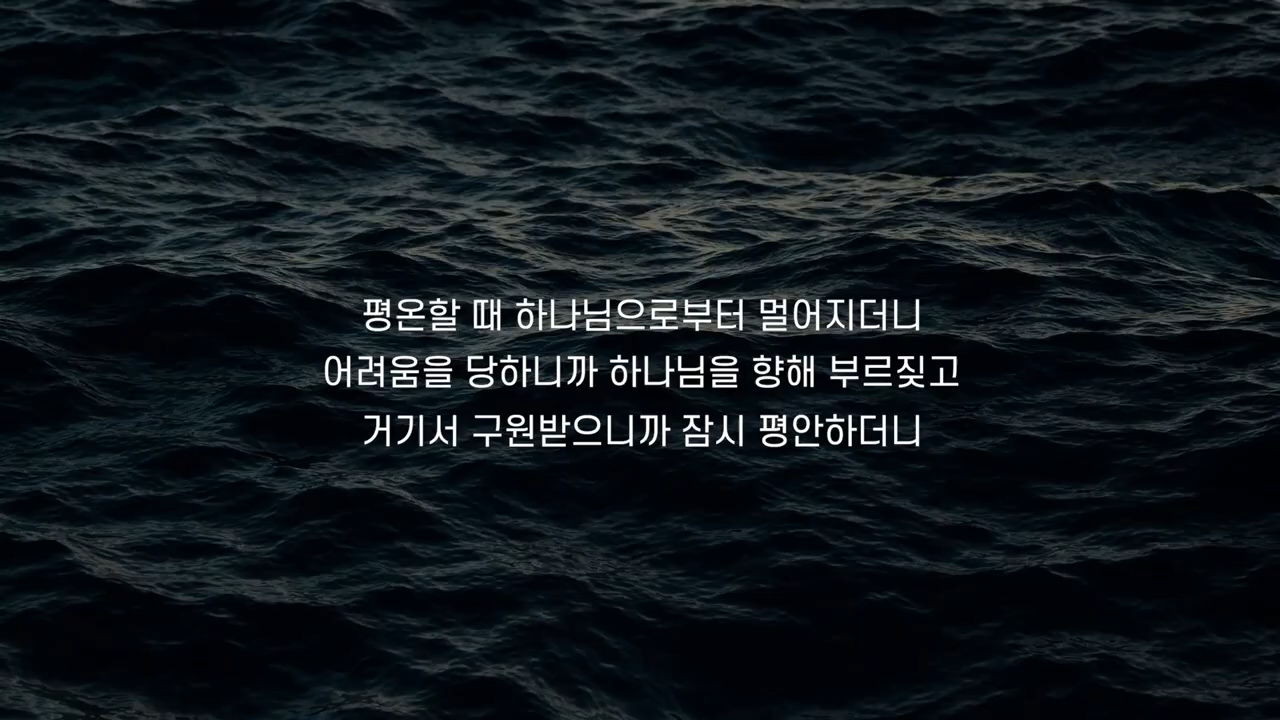 평온할 때 하나님으로부터 멀어지더니
어려움을 당하니까 하나님을 향해 부르짖고
거기서 구원받으니까 잠시 평안하더니